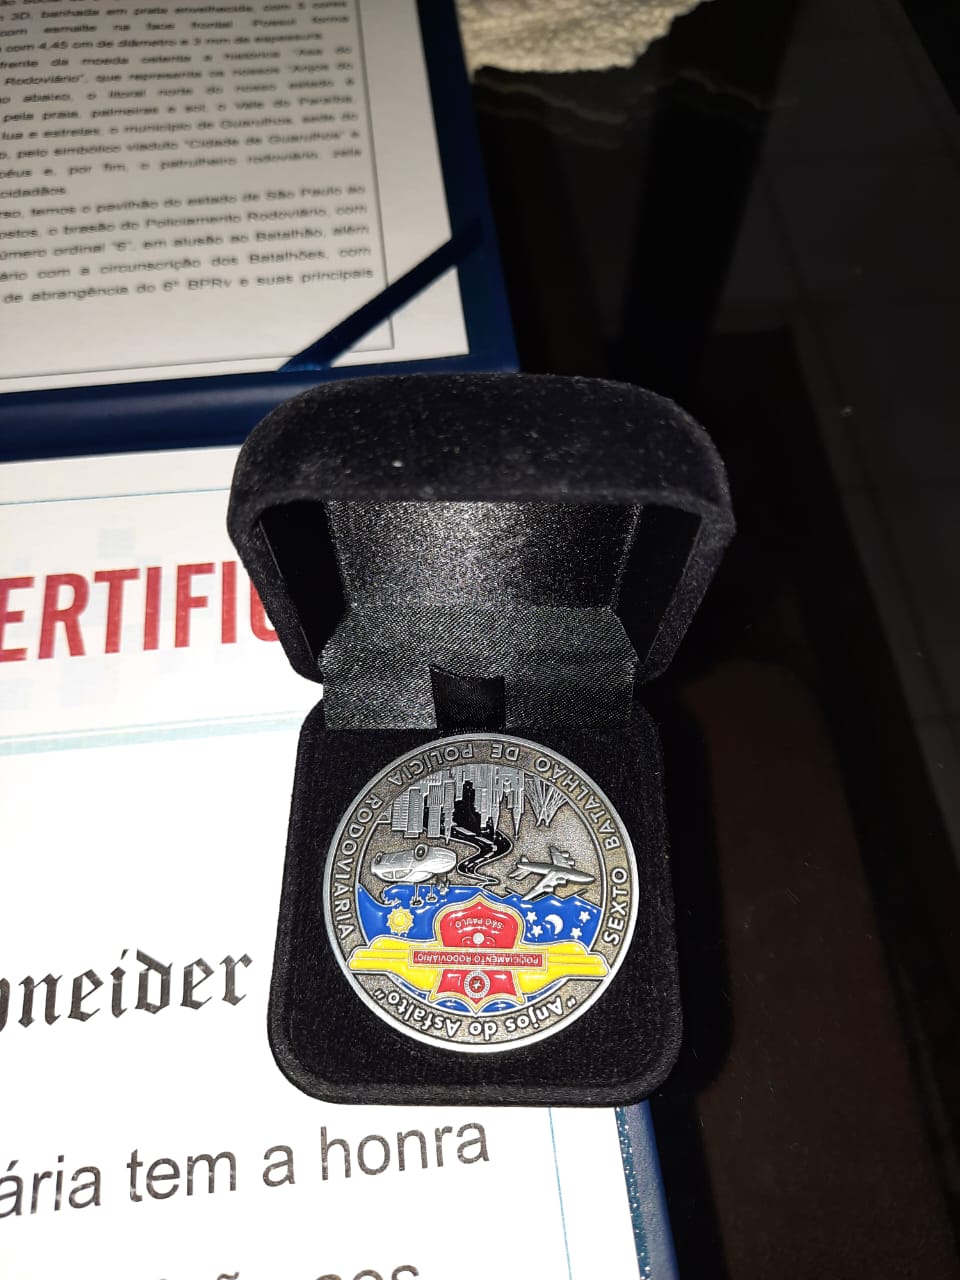 3D, banhada em prata envelhecida, com 5 cores
com esmalte na face frontal. Possui forma
com 4,45 cm de diâmetro e 3 mm de espessura.
frente da moeda ostenta a histórica "Asa do
Rodoviário", que representa os nossos "Anjos do
abaixo, o litoral norte do nosso estado é
pela praia, palmeiras e sol, o Vale do Paraíba,
lua e estrelas, o município de Guarulhos, sede do
pelo simbólico viaduto "Cidade de Guarulhos" e
e, por fim, o patrulheiro rodoviário, zela
cidadãos.
temos o pavilhão do estado de São Paulo ao
o brasão do Policiamento Rodoviário, com
número ordinal "6", em alusão ao Batalhão, além
ário com a circunscrição dos Batalhões, com
de abrangência do 6º BPRv e suas principais
ERTIFI
SEXTO BATALHÃO DE POLÍCIA RODOVIÁRIA
SÃO PAULO
POLICIAMENTO RODOVIÁRIO
"Anjos do Asfalto"
neider
ária tem a honra